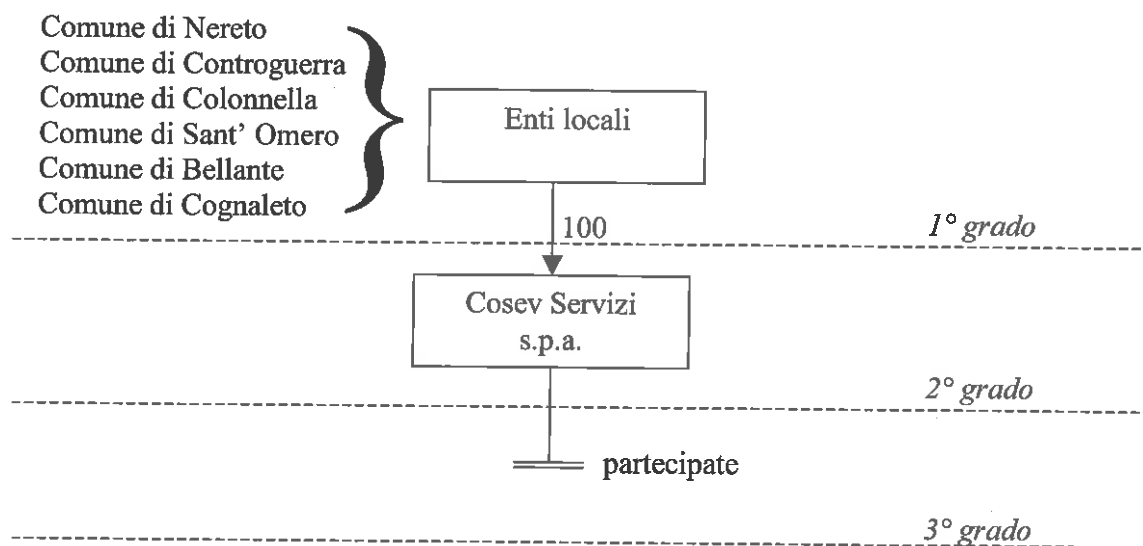 Comune di Nereto
Comune di Controguerra
Comune di Colonnella
Comune di Sant' Omero
Comune di Bellante
Comune di Cognaleto
Enti locali
100
1° grado
Cosev Servizi
s.p.a.
2° grado
partecipate
3° grado